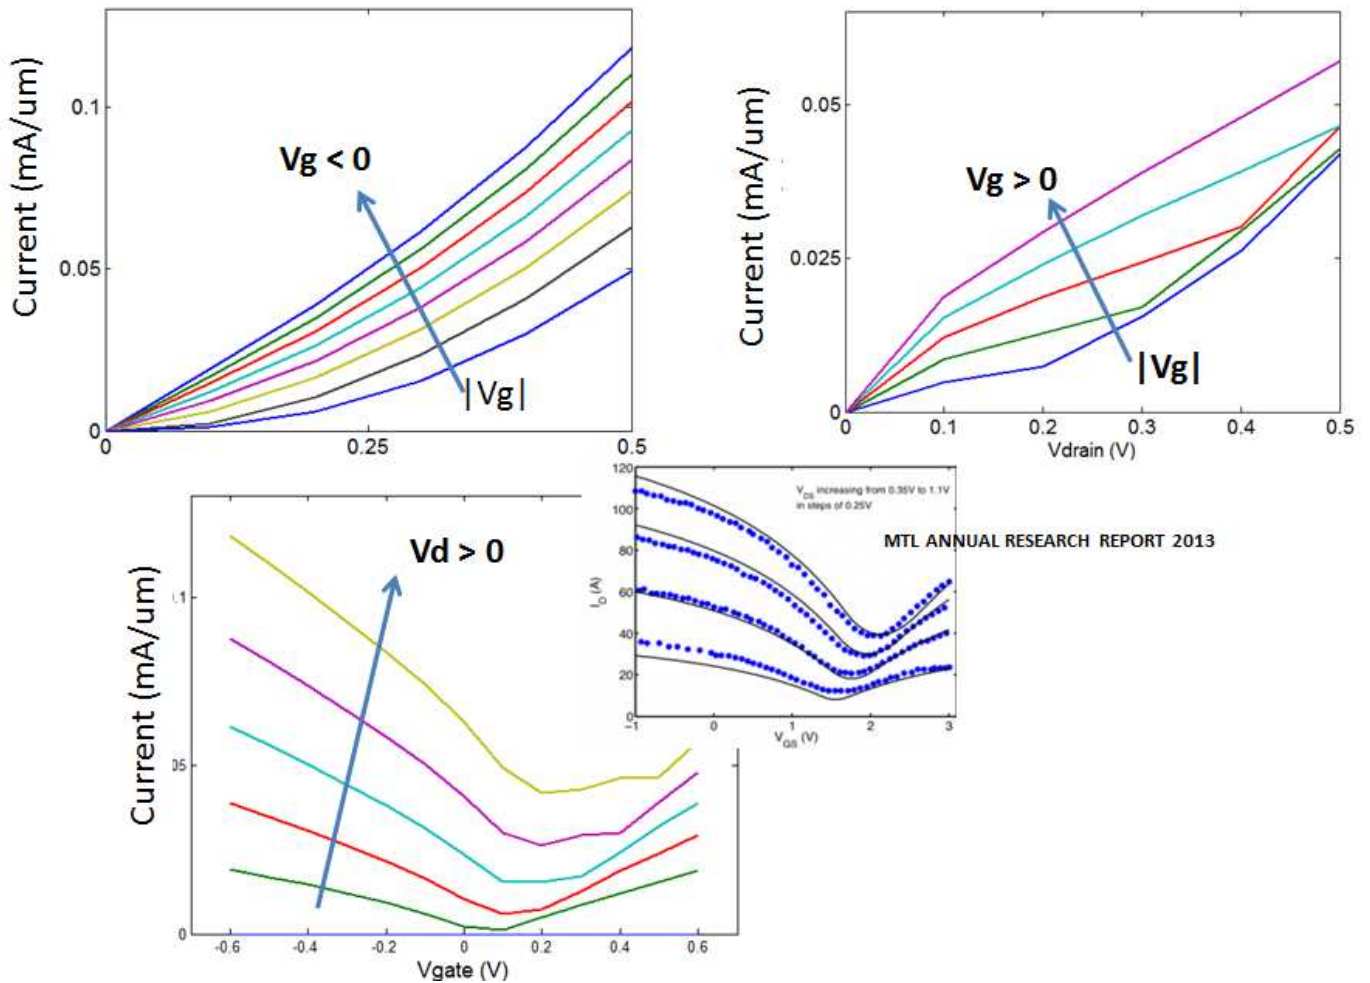 Current (mA/um)
0.1
0.05
0
Vg < 0
|Vg|
0
0.25
0.5
Current (mA/um)
0.05
0.025
0
Vg > 0
|Vg|
0 0.1 0.2 0.3 0.4 0.5
Vdrain (V)
Current (mA/um)
0.1
05
0
Vd > 0
-0.6 -0.4 -0.2 0 0.2 0.4 0.6
Vgate (V)
120
100
80
60
40
20
0
I_D (A)
V_DS increasing from 0.35V to 1.1V
in steps of 0.25V
-1 0 1 2 3
V_GS (V)
MTL ANNUAL RESEARCH REPORT 2013